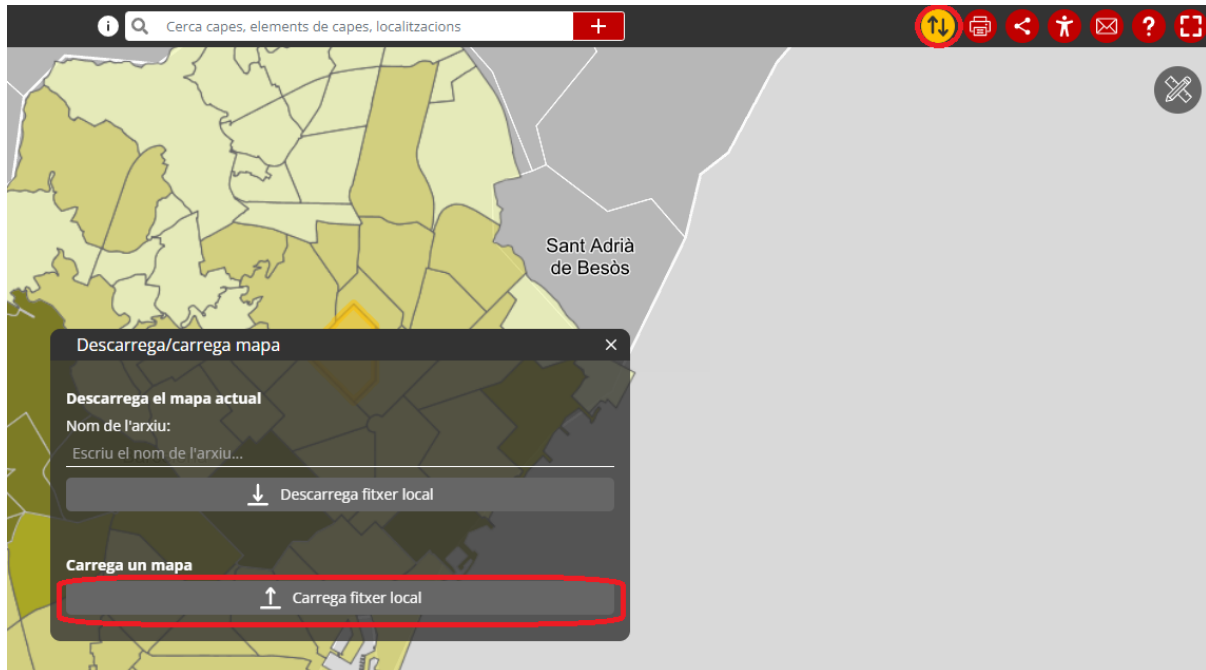 Cerca capes, elements de capes, localitzacions
Sant Adrià
de Besòs
Descarrega/carrega mapa
Descarrega el mapa actual
Nom de l'arxiu:
Escriu el nom de l'arxiu...
Descarrega fitxer local
Carrega un mapa
Carrega fitxer local